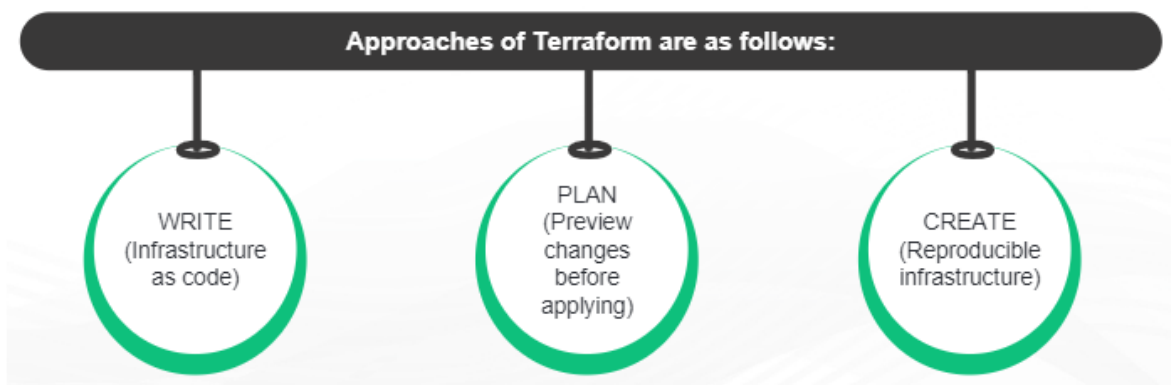 Approaches of Terraform are as follows:
WRITE
(Infrastructure
as code)
PLAN
(Preview
changes
before
applying)
CREATE
(Reproducible
infrastructure)